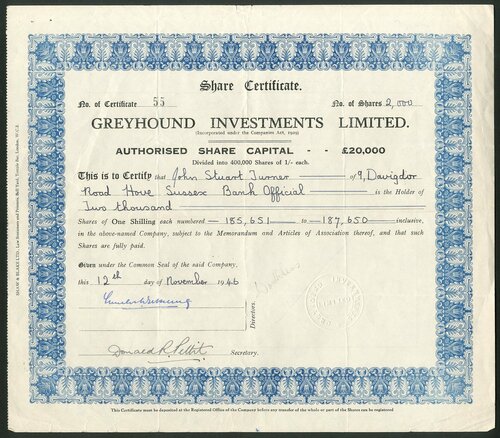 Share Certificate.
No. of Certificate 55 No. of Shares 2,000
GREYHOUND INVESTMENTS LIMITED.
(Incorporated under the Companies Act, 1929)
AUTHORISED SHARE CAPITAL - - £20,000
Divided into 400,000 Shares of 1/- each.
This is to Certify that John Stuart Turner of 9, Davigdor
Road Hove Sussex Bank Official is the Holder of
Two thousand
Shares of One Shilling each numbered 185,651 to 187,650 inclusive,
in the above-named Company, subject to the Memorandum and Articles of Association thereof, and that such
Shares are fully paid.
Given under the Common Seal of the said Company,
this 12th day of November 1946
Directors.
Donald R. Pettit Secretary.
This Certificate must be deposited at the Registered Office of the Company before any transfer of the whole or part of the Shares can be registered